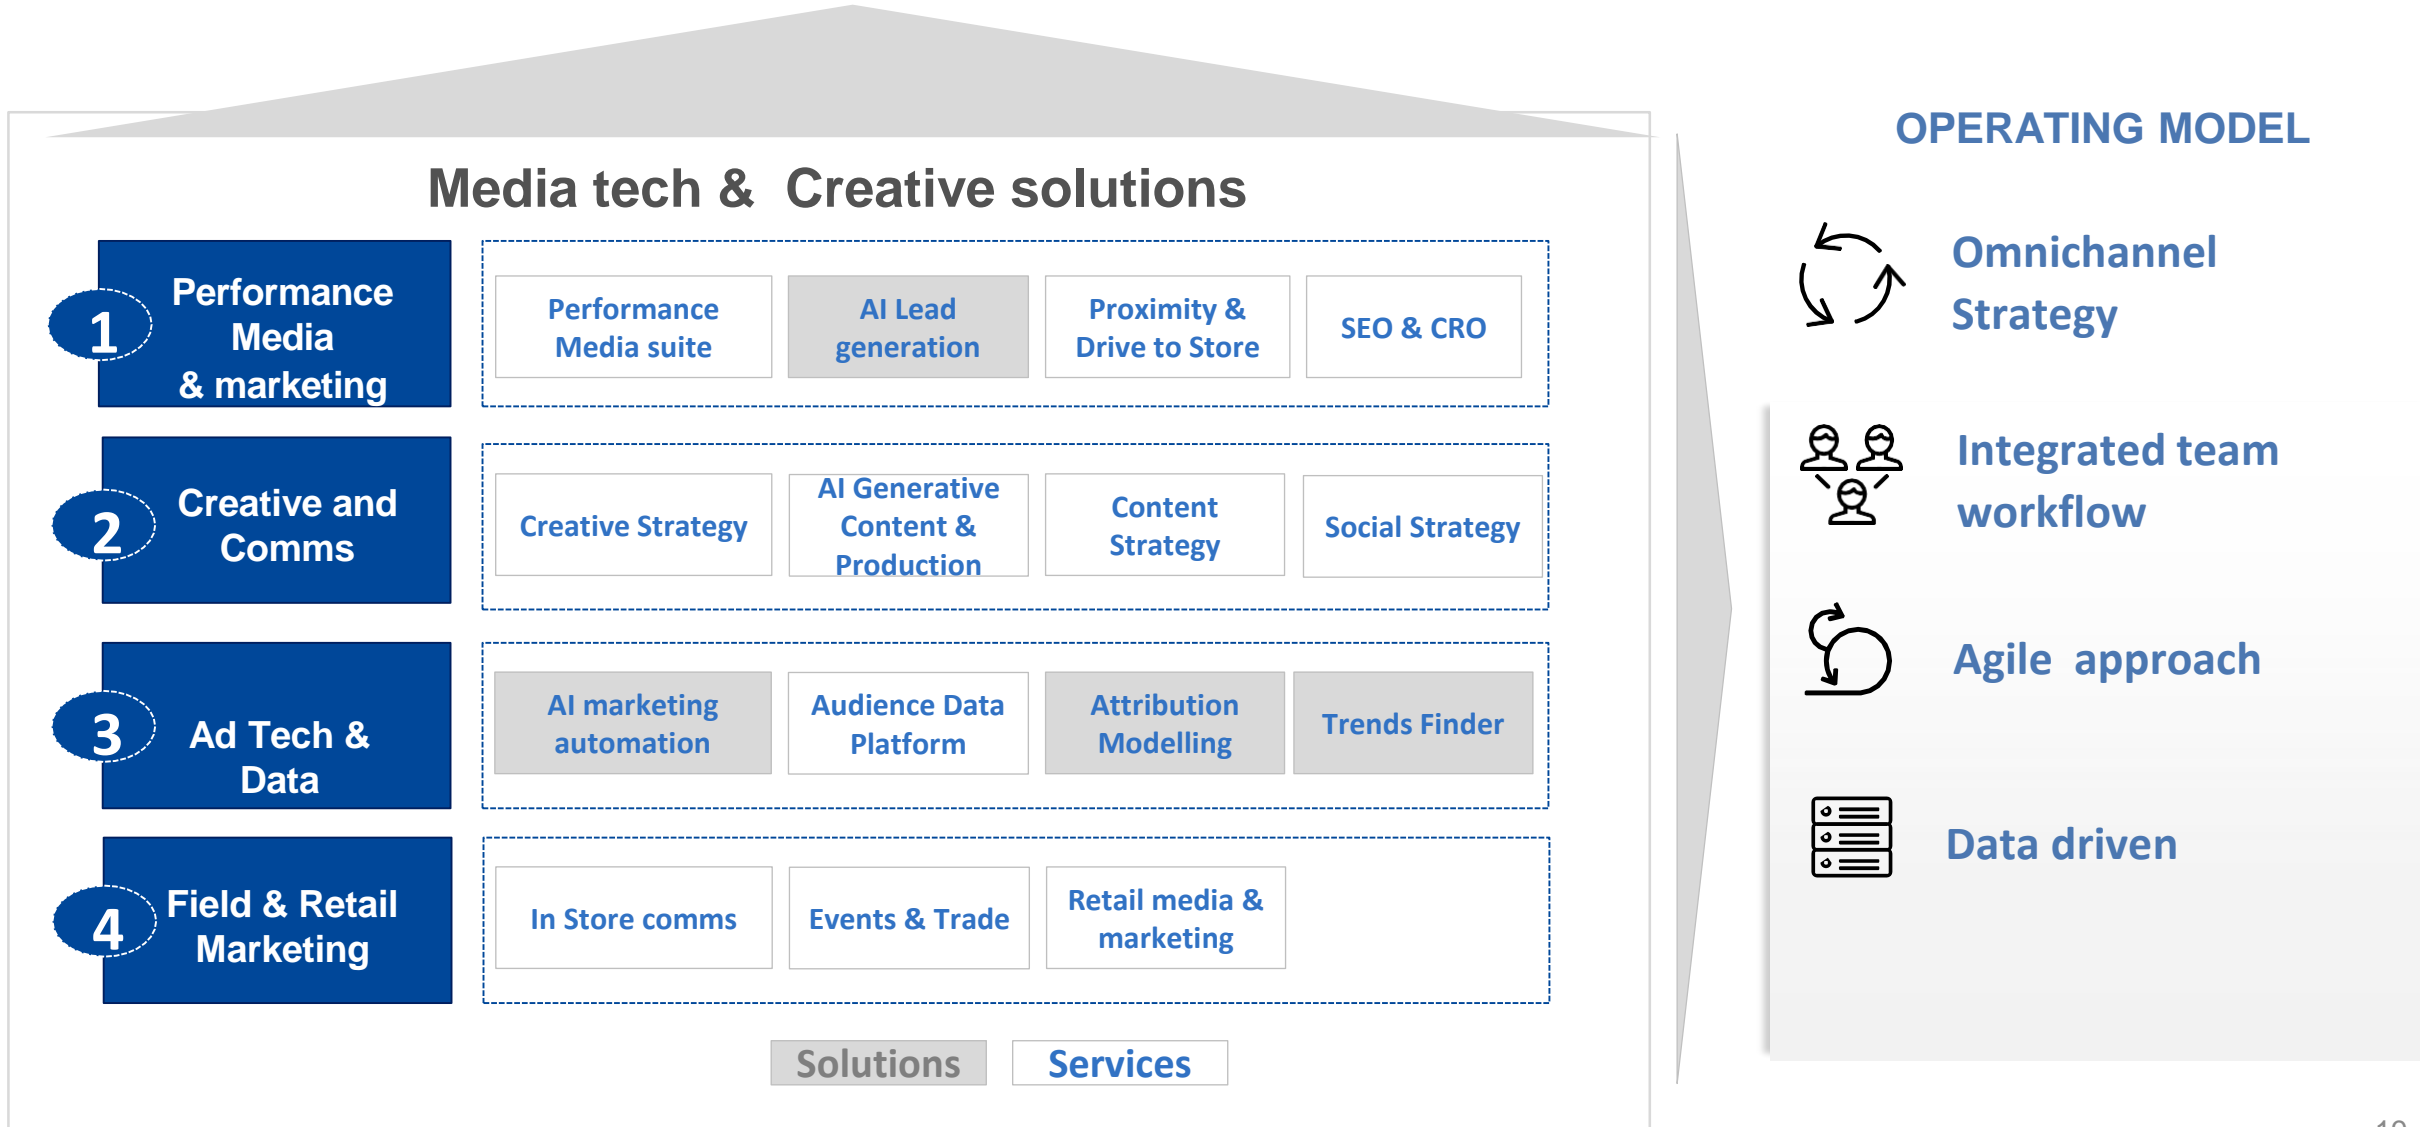 OPERATING MODEL
Media tech & Creative solutions
1
Performance
Media
& marketing
Performance
Media suite
AI Lead
generation
Proximity &
Drive to Store
SEO & CRO
2
Creative and
Comms
Creative Strategy
AI Generative
Content &
Production
Content
Strategy
Social Strategy
3
Ad Tech &
Data
AI marketing
automation
Audience Data
Platform
Attribution
Modelling
Trends Finder
4
Field & Retail
Marketing
In Store comms
Events & Trade
Retail media &
marketing
Solutions
Services
Omnichannel
Strategy
Integrated team
workflow
Agile approach
Data driven